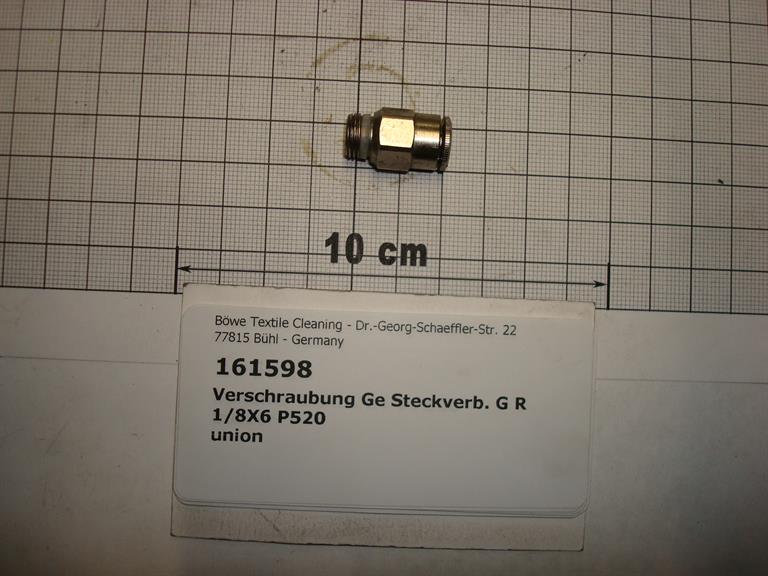 10 cm
Böwe Textile Cleaning - Dr.-Georg-Schaeffler-Str. 22
77815 Bühl - Germany
161598
Verschraubung Ge Steckverb. G R
1/8X6 P520
union